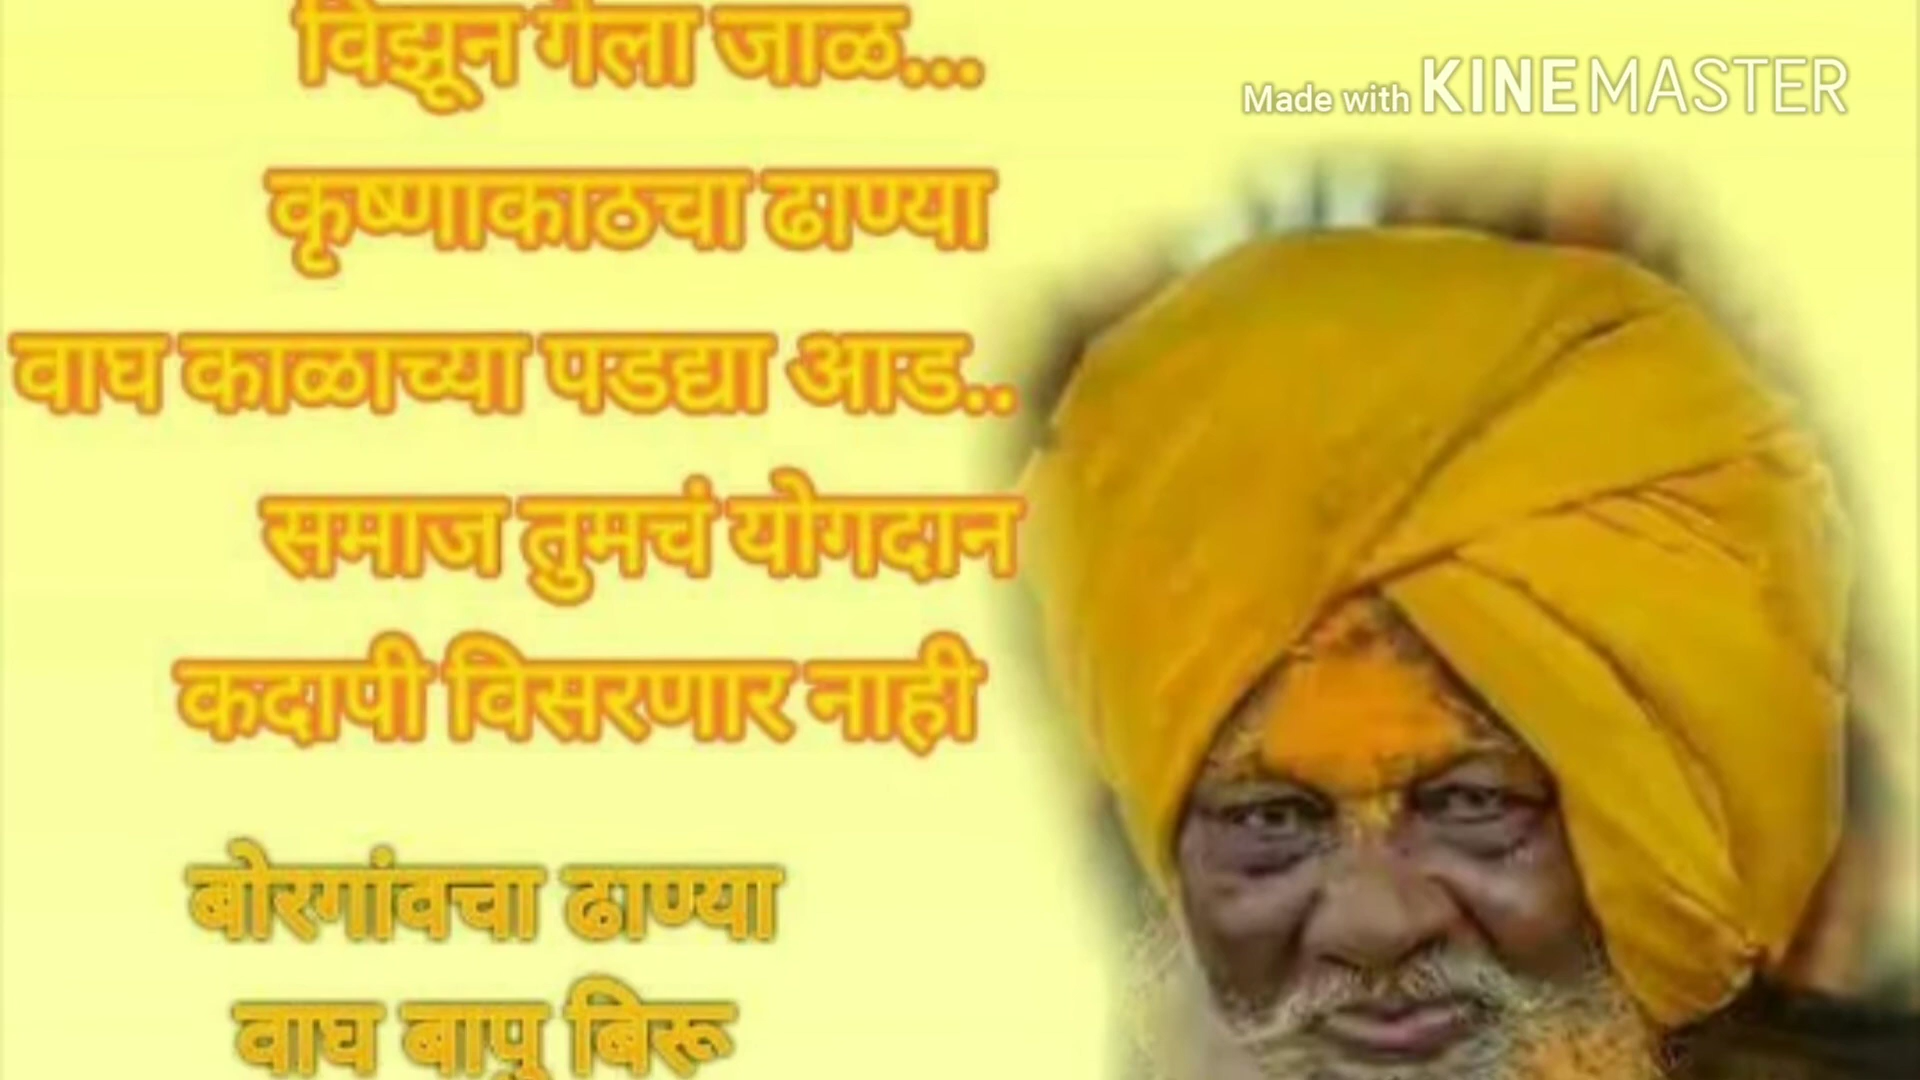 विझून गेला जाळ...
Made with KINEMASTER
कृष्णाकाठचा ढाण्या
वाघ काळाच्या पडद्या आड..
समाज तुमचं योगदान
कदापी विसरणार नाही
बोरगांवचा ढाण्या
वाघ बापु बिरू